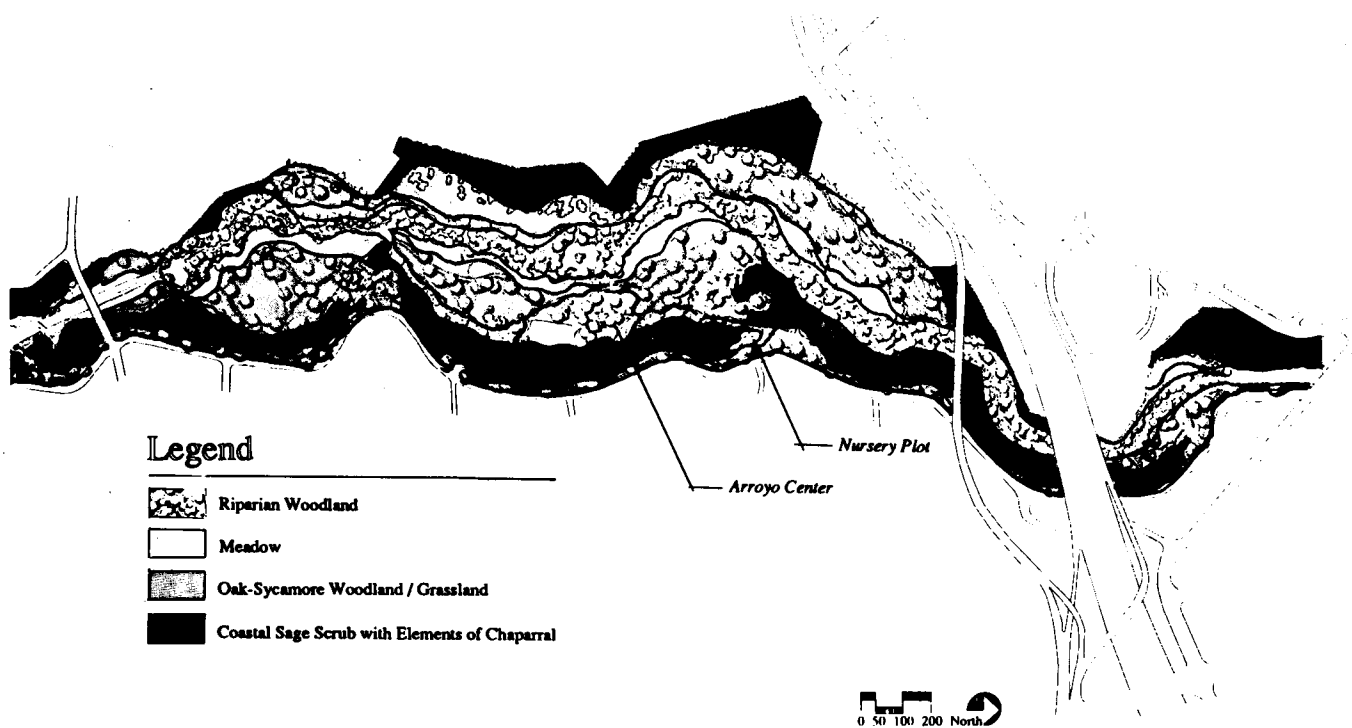 Nursery Plot
Arroyo Center
Legend
Riparian Woodland
Meadow
Oak-Sycamore Woodland / Grassland
Coastal Sage Scrub with Elements of Chaparral
0 50 100 200 North